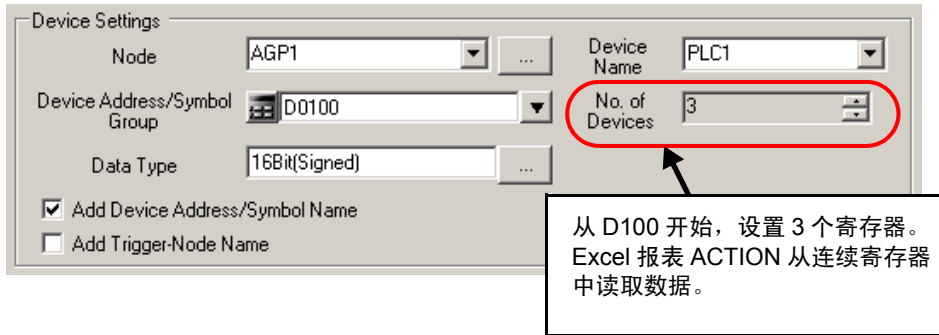 Device Settings
Node AGP1 ... Device Name PLC1
Device Address/Symbol Group D0100 No. of Devices 3
Data Type 16Bit(Signed) ...
Add Device Address/Symbol Name
Add Trigger-Node Name
从 D100 开始，设置 3 个寄存器。
Excel 报表 ACTION 从连续寄存器
中读取数据。